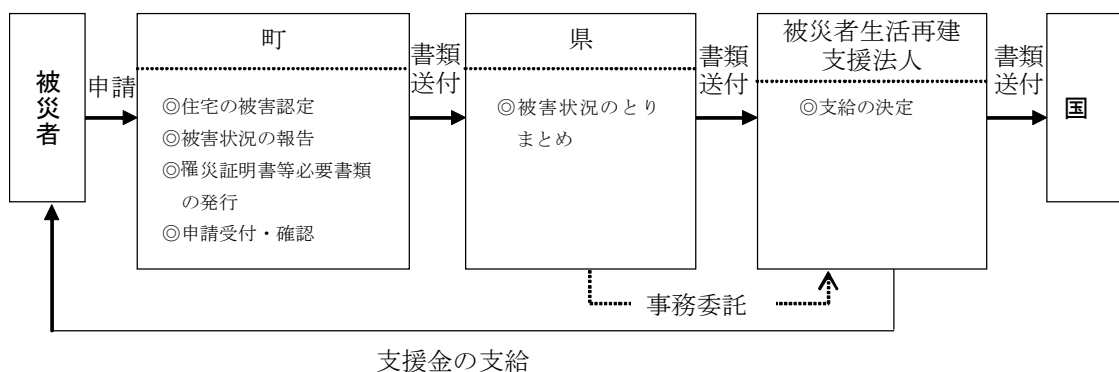 被災者
申請
町
◎住宅の被害認定
◎被害状況の報告
◎罹災証明書等必要書類
の発行
◎申請受付・確認
書類
送付
県
◎被害状況のとり
まとめ
書類
送付
被災者生活再建
支援法人
◎支給の決定
書類
送付
国
事務委託
支援金の支給